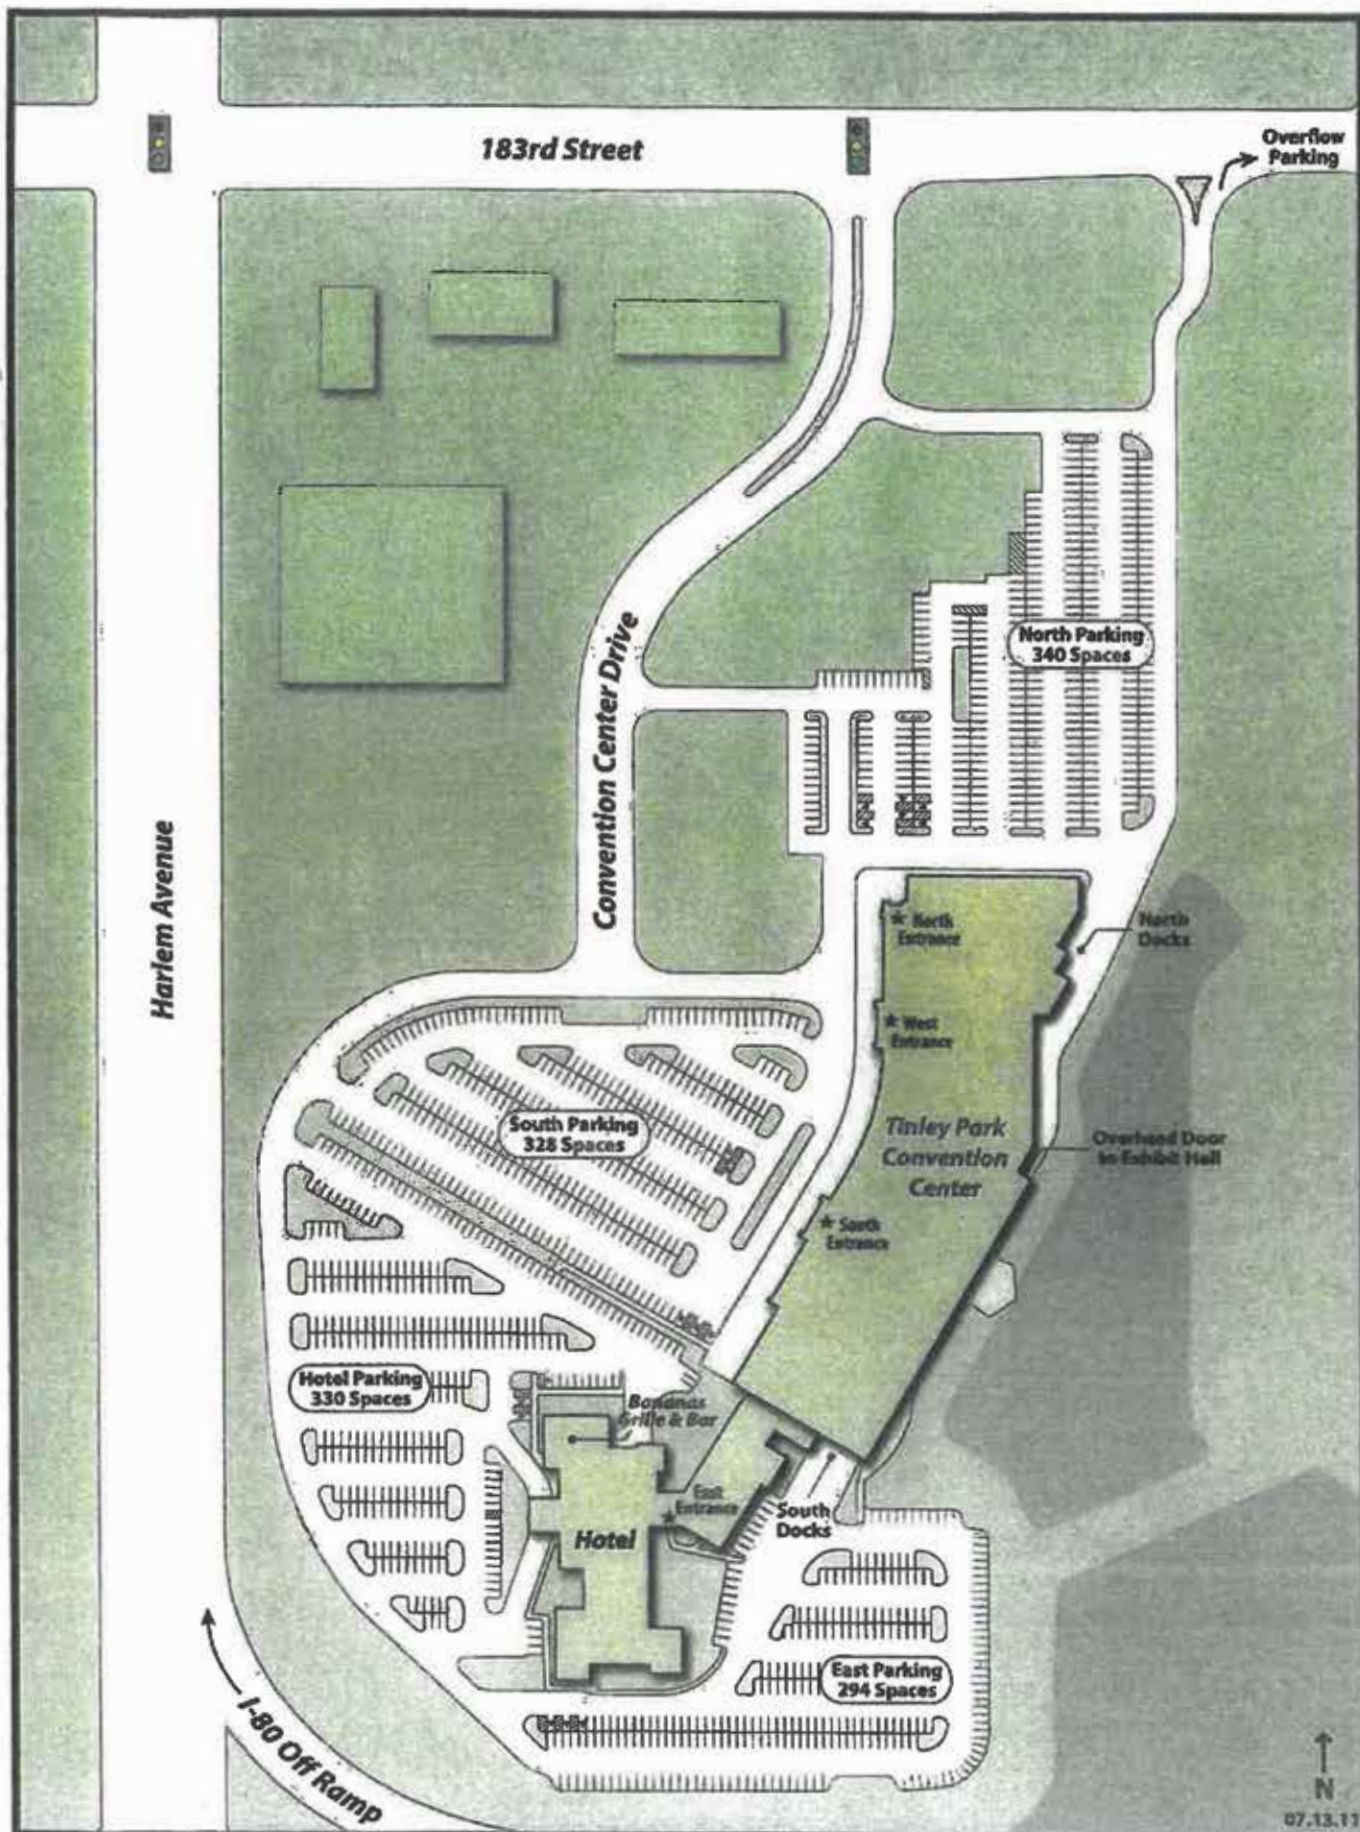 183rd Street
Overflow
Parking
North Parking
340 Spaces
Convention Center Drive
Harlem Avenue
North
Entrance
North
Docks
West
Entrance
South Parking
328 Spaces
Tinley Park
Convention
Center
Overhead Door
to Exhibit Hall
South
Entrance
Hotel Parking
330 Spaces
Bananas
Grille & Bar
East
Entrance
South
Docks
Hotel
East Parking
294 Spaces
I-80 Off Ramp
N
07.13.11